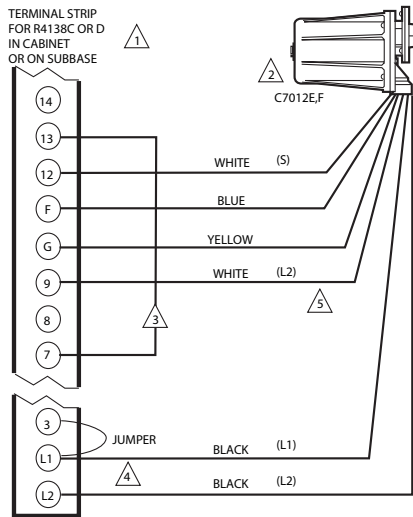 TERMINAL STRIP
FOR R4138C OR D
IN CABINET
OR ON SUBBASE
1
2
C7012E,F
14
13
12
WHITE (S)
F
BLUE
G
YELLOW
9
WHITE (L2)
5
8
3
7
3
JUMPER
L1
BLACK (L1)
4
L2
BLACK (L2)